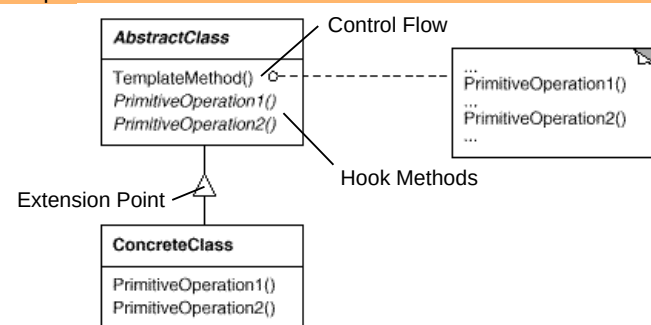 AbstractClass
Control Flow
TemplateMethod()
PrimitiveOperation1()
PrimitiveOperation2()
...
PrimitiveOperation1()
...
PrimitiveOperation2()
...
Hook Methods
Extension Point
ConcreteClass
PrimitiveOperation1()
PrimitiveOperation2()